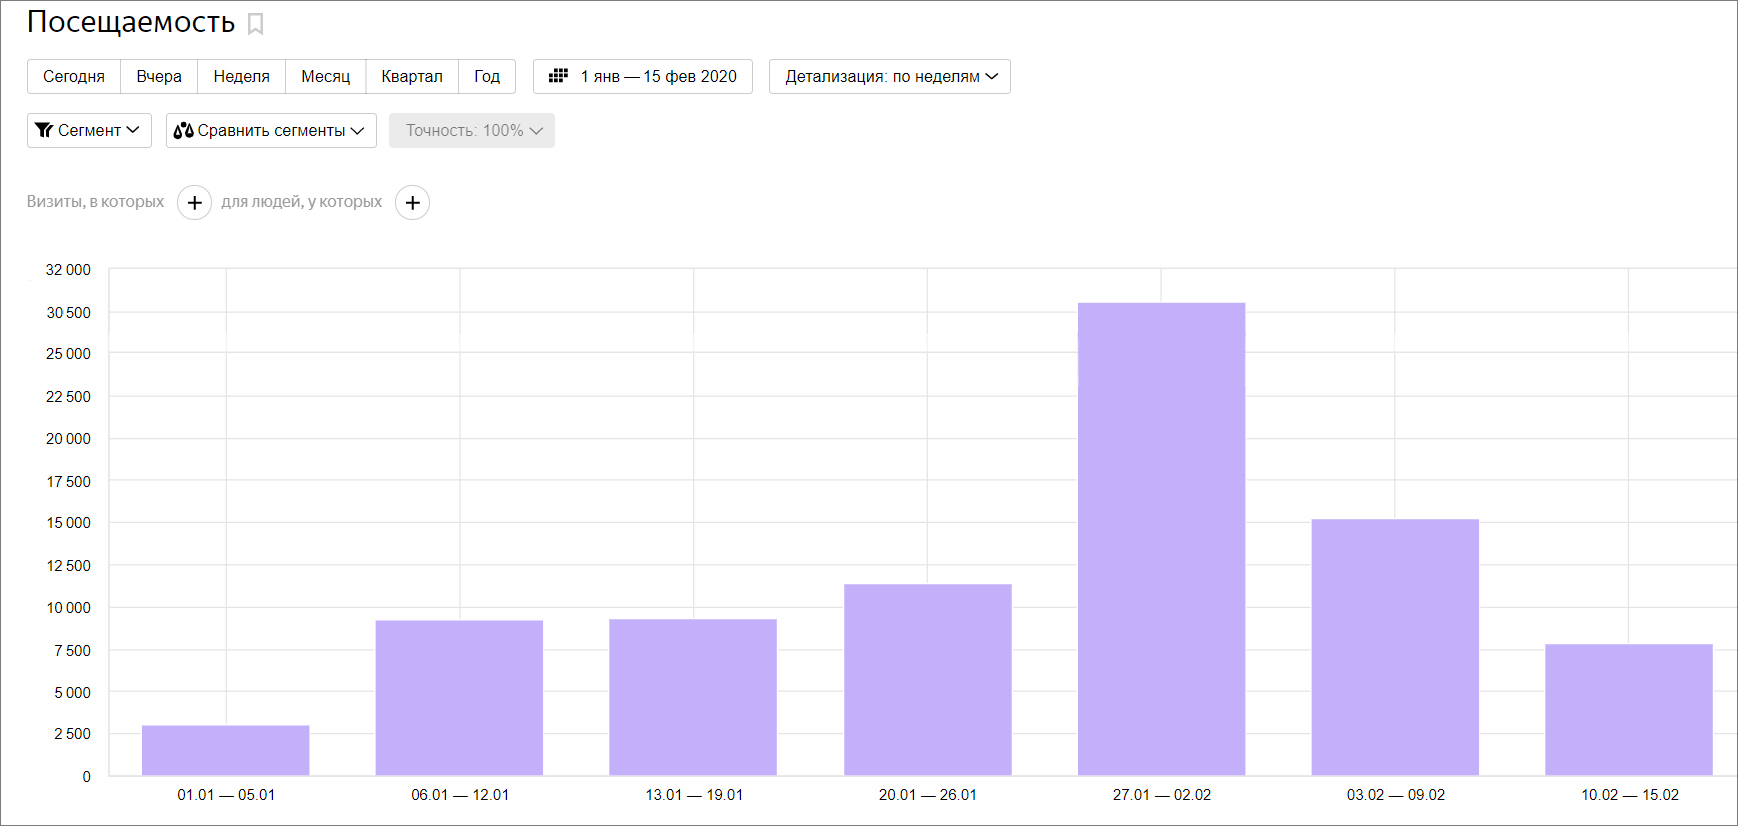 Посещаемость
Сегодня Вчера Неделя Месяц Квартал Год 1 янв — 15 фев 2020 Детализация: по неделям
Сегмент Сравнить сегменты Точность: 100%
Визиты, в которых + для людей, у которых +
32 000
30 500
25 000
22 500
20 000
17 500
15 000
12 500
10 000
7 500
5 000
2 500
0
01.01 — 05.01 06.01 — 12.01 13.01 — 19.01 20.01 — 26.01 27.01 — 02.02 03.02 — 09.02 10.02 — 15.02